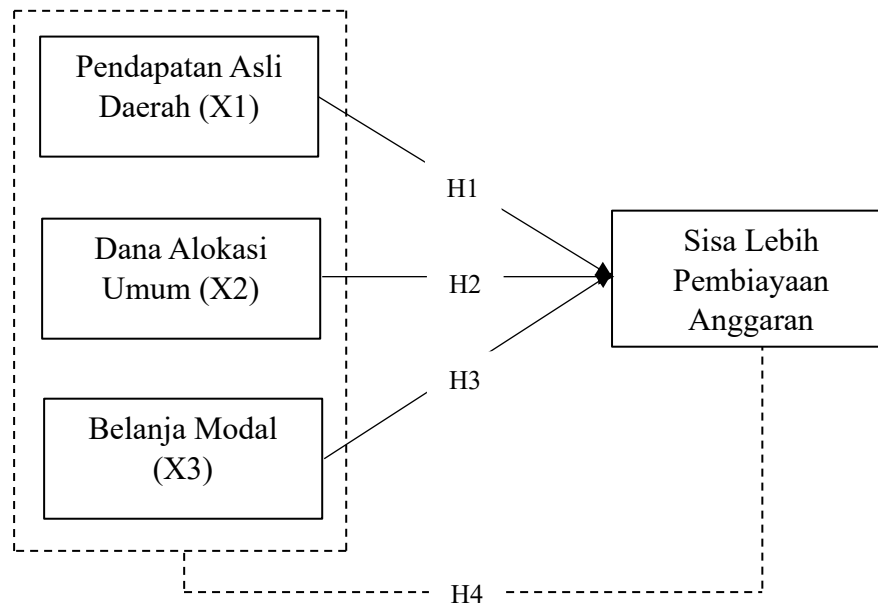 Pendapatan Asli
Daerah (X1)
H1
Dana Alokasi
Umum (X2)
H2
Sisa Lebih
Pembiayaan
Anggaran
H3
Belanja Modal
(X3)
H4